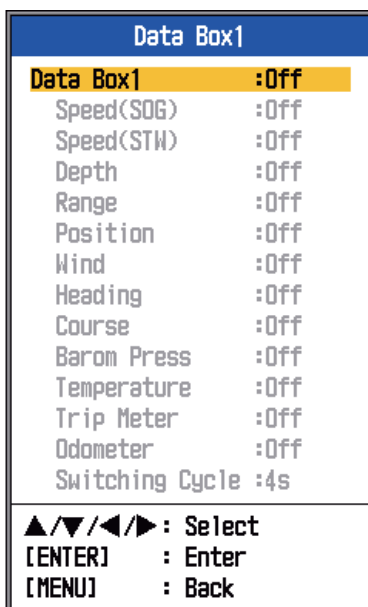 Data Box1
Data Box1 :Off
Speed(SOG) :Off
Speed(STW) :Off
Depth :Off
Range :Off
Position :Off
Wind :Off
Heading :Off
Course :Off
Barom Press :Off
Temperature :Off
Trip Meter :Off
Odometer :Off
Switching Cycle :4s
▲/▼/◀/▶: Select
[ENTER] : Enter
[MENU] : Back